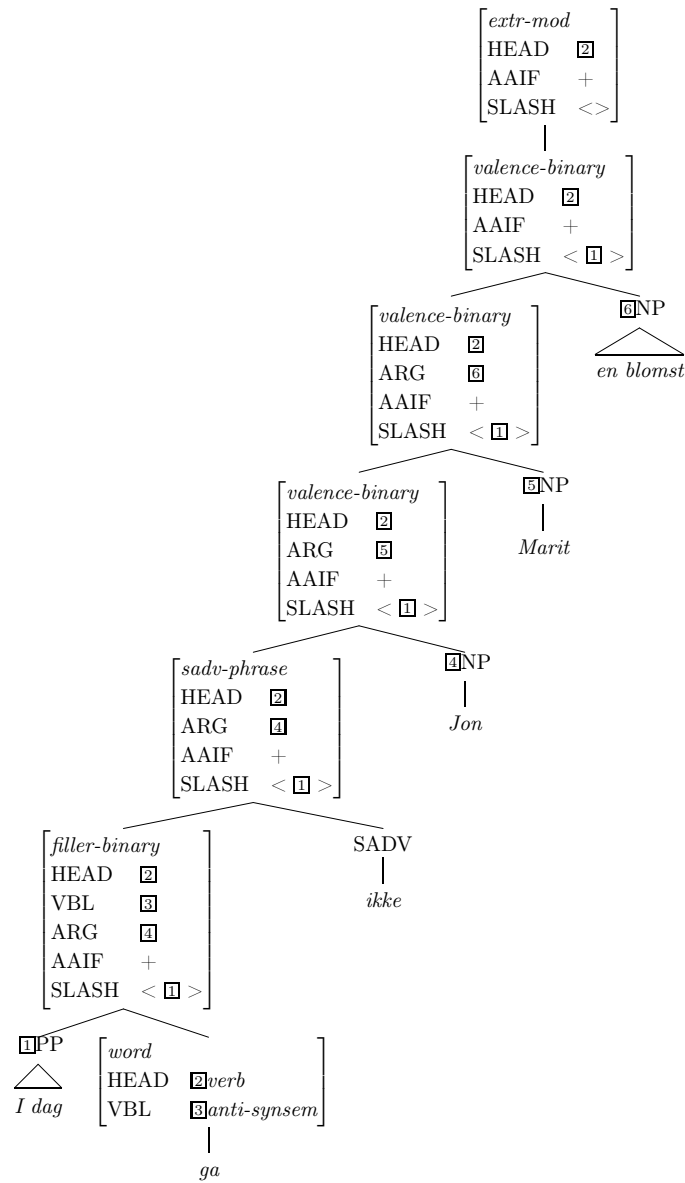 extr-mod
HEAD 2
AAIF +
SLASH <>
valence-binary
HEAD 2
AAIF +
SLASH < 1 >
valence-binary
HEAD 2
ARG 6
AAIF +
SLASH < 1 >
6NP
en blomst
valence-binary
HEAD 2
ARG 5
AAIF +
SLASH < 1 >
5NP
Marit
sadv-phrase
HEAD 2
ARG 4
AAIF +
SLASH < 1 >
4NP
Jon
filler-binary
HEAD 2
VBL 3
ARG 4
AAIF +
SLASH < 1 >
SADV
ikke
1PP
I dag
word
HEAD 2verb
VBL 3anti-synsem
ga